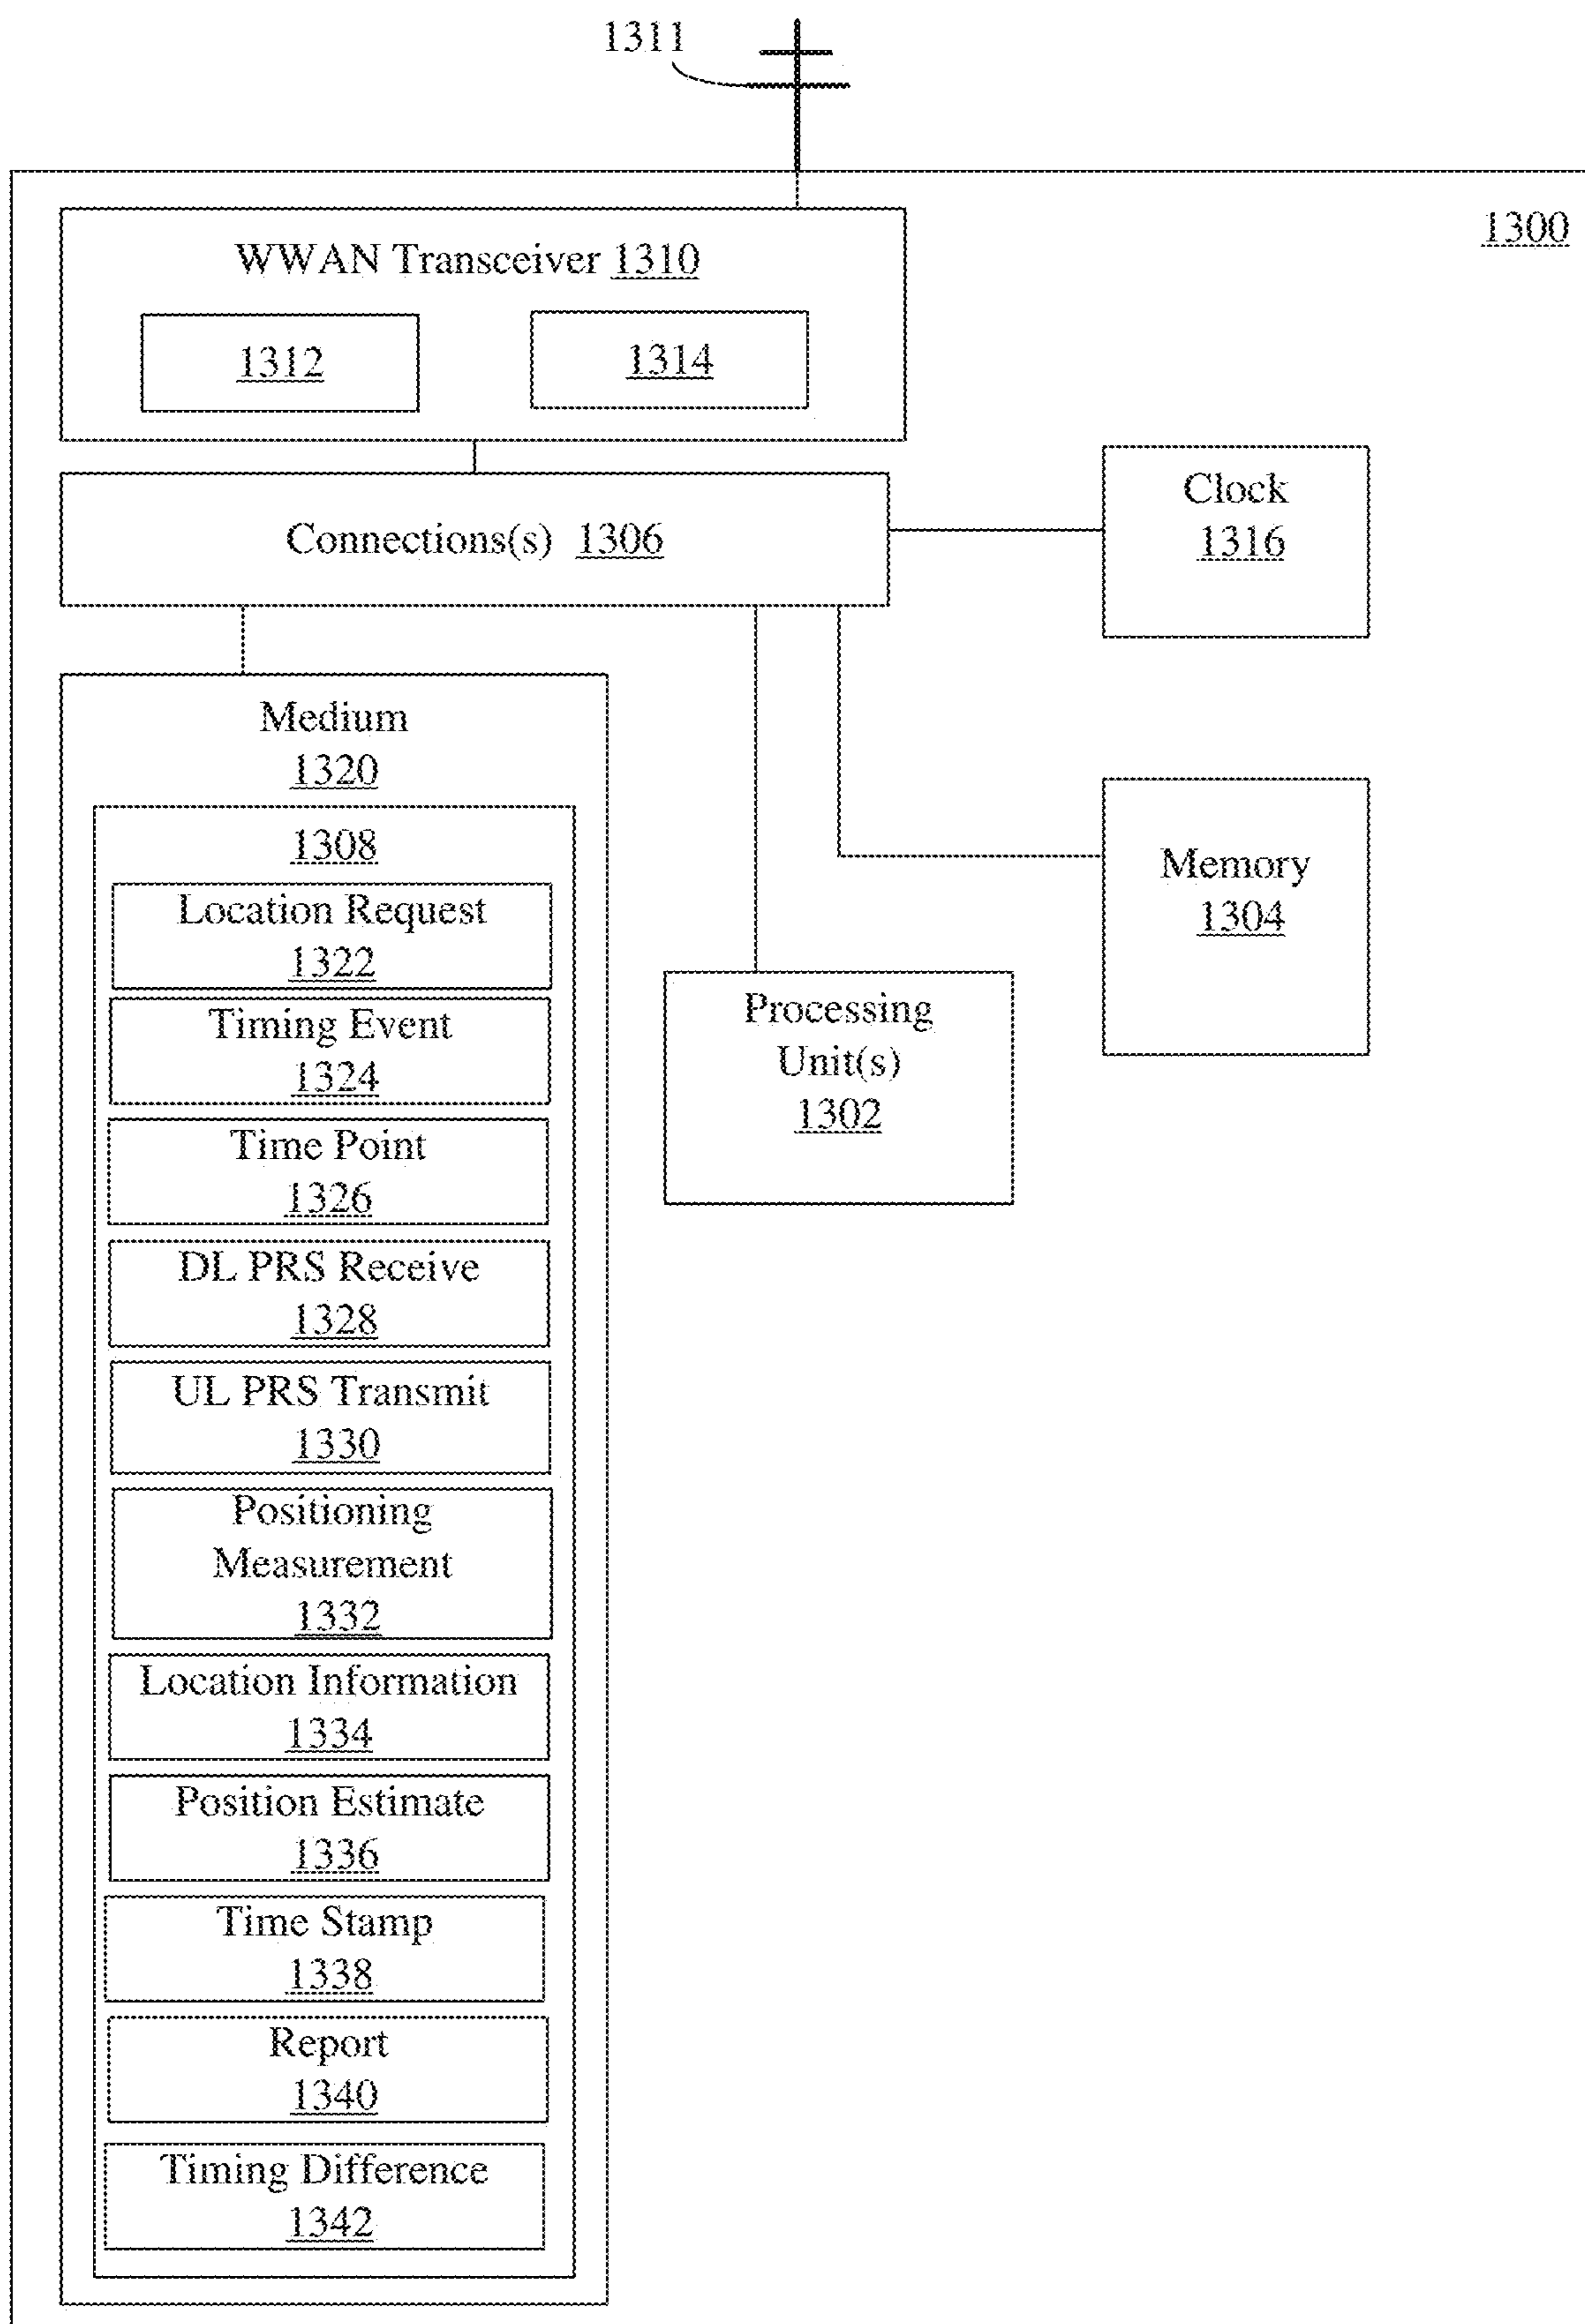 1311
1300
WWAN Transceiver 1310
1312
1314
Connections(s) 1306
Clock
1316
Medium
1320
1308
Location Request
1322
Timing Event
1324
Time Point
1326
DL PRS Receive
1328
UL PRS Transmit
1330
Positioning
Measurement
1332
Location Information
1334
Position Estimate
1336
Time Stamp
1338
Report
1340
Timing Difference
1342
Processing
Unit(s)
1302
Memory
1304